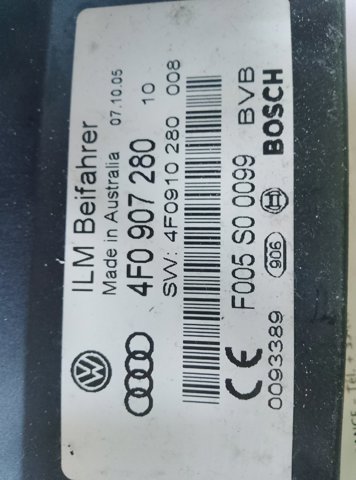 ILM Beifahrer
Made in Australia 07.10.05
4F0 907 280 10
SW: 4F0910 280 008
F005 S0 0099 BVB
906 BOSCH
CE
0093389